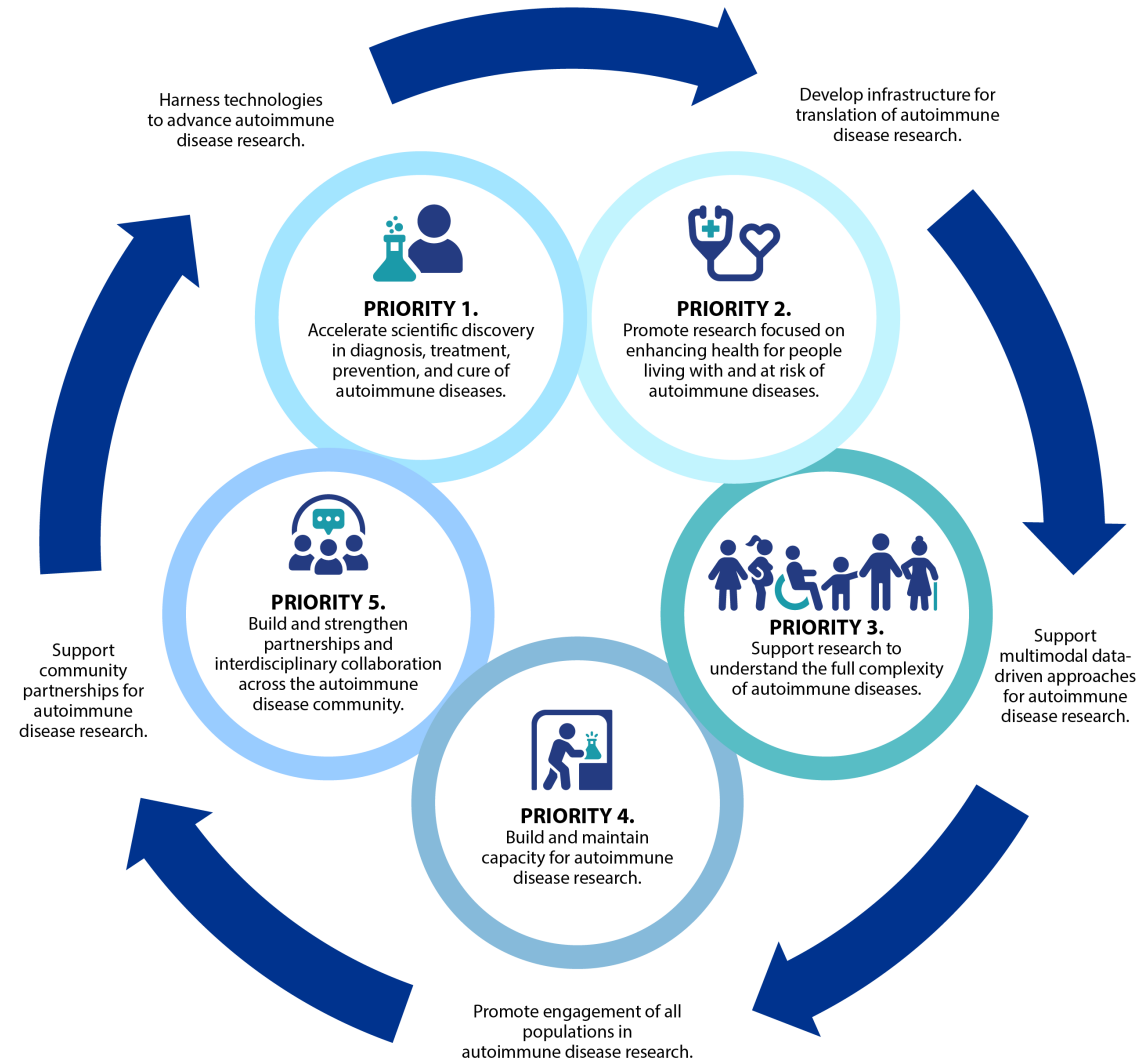 Harness technologies
to advance autoimmune
disease research.
Develop infrastructure for
translation of autoimmune
disease research.
PRIORITY 1.
Accelerate scientific discovery
in diagnosis, treatment,
prevention, and cure of
autoimmune diseases.
PRIORITY 2.
Promote research focused on
enhancing health for people
living with and at risk of
autoimmune diseases.
PRIORITY 3.
Support research to
understand the full complexity
of autoimmune diseases.
Support
multimodal data-
driven approaches
for autoimmune
disease research.
PRIORITY 4.
Build and maintain
capacity for autoimmune
disease research.
Promote engagement of all
populations in
autoimmune disease research.
PRIORITY 5.
Build and strengthen
partnerships and
interdisciplinary collaboration
across the autoimmune
disease community.
Support
community
partnerships for
autoimmune
disease research.